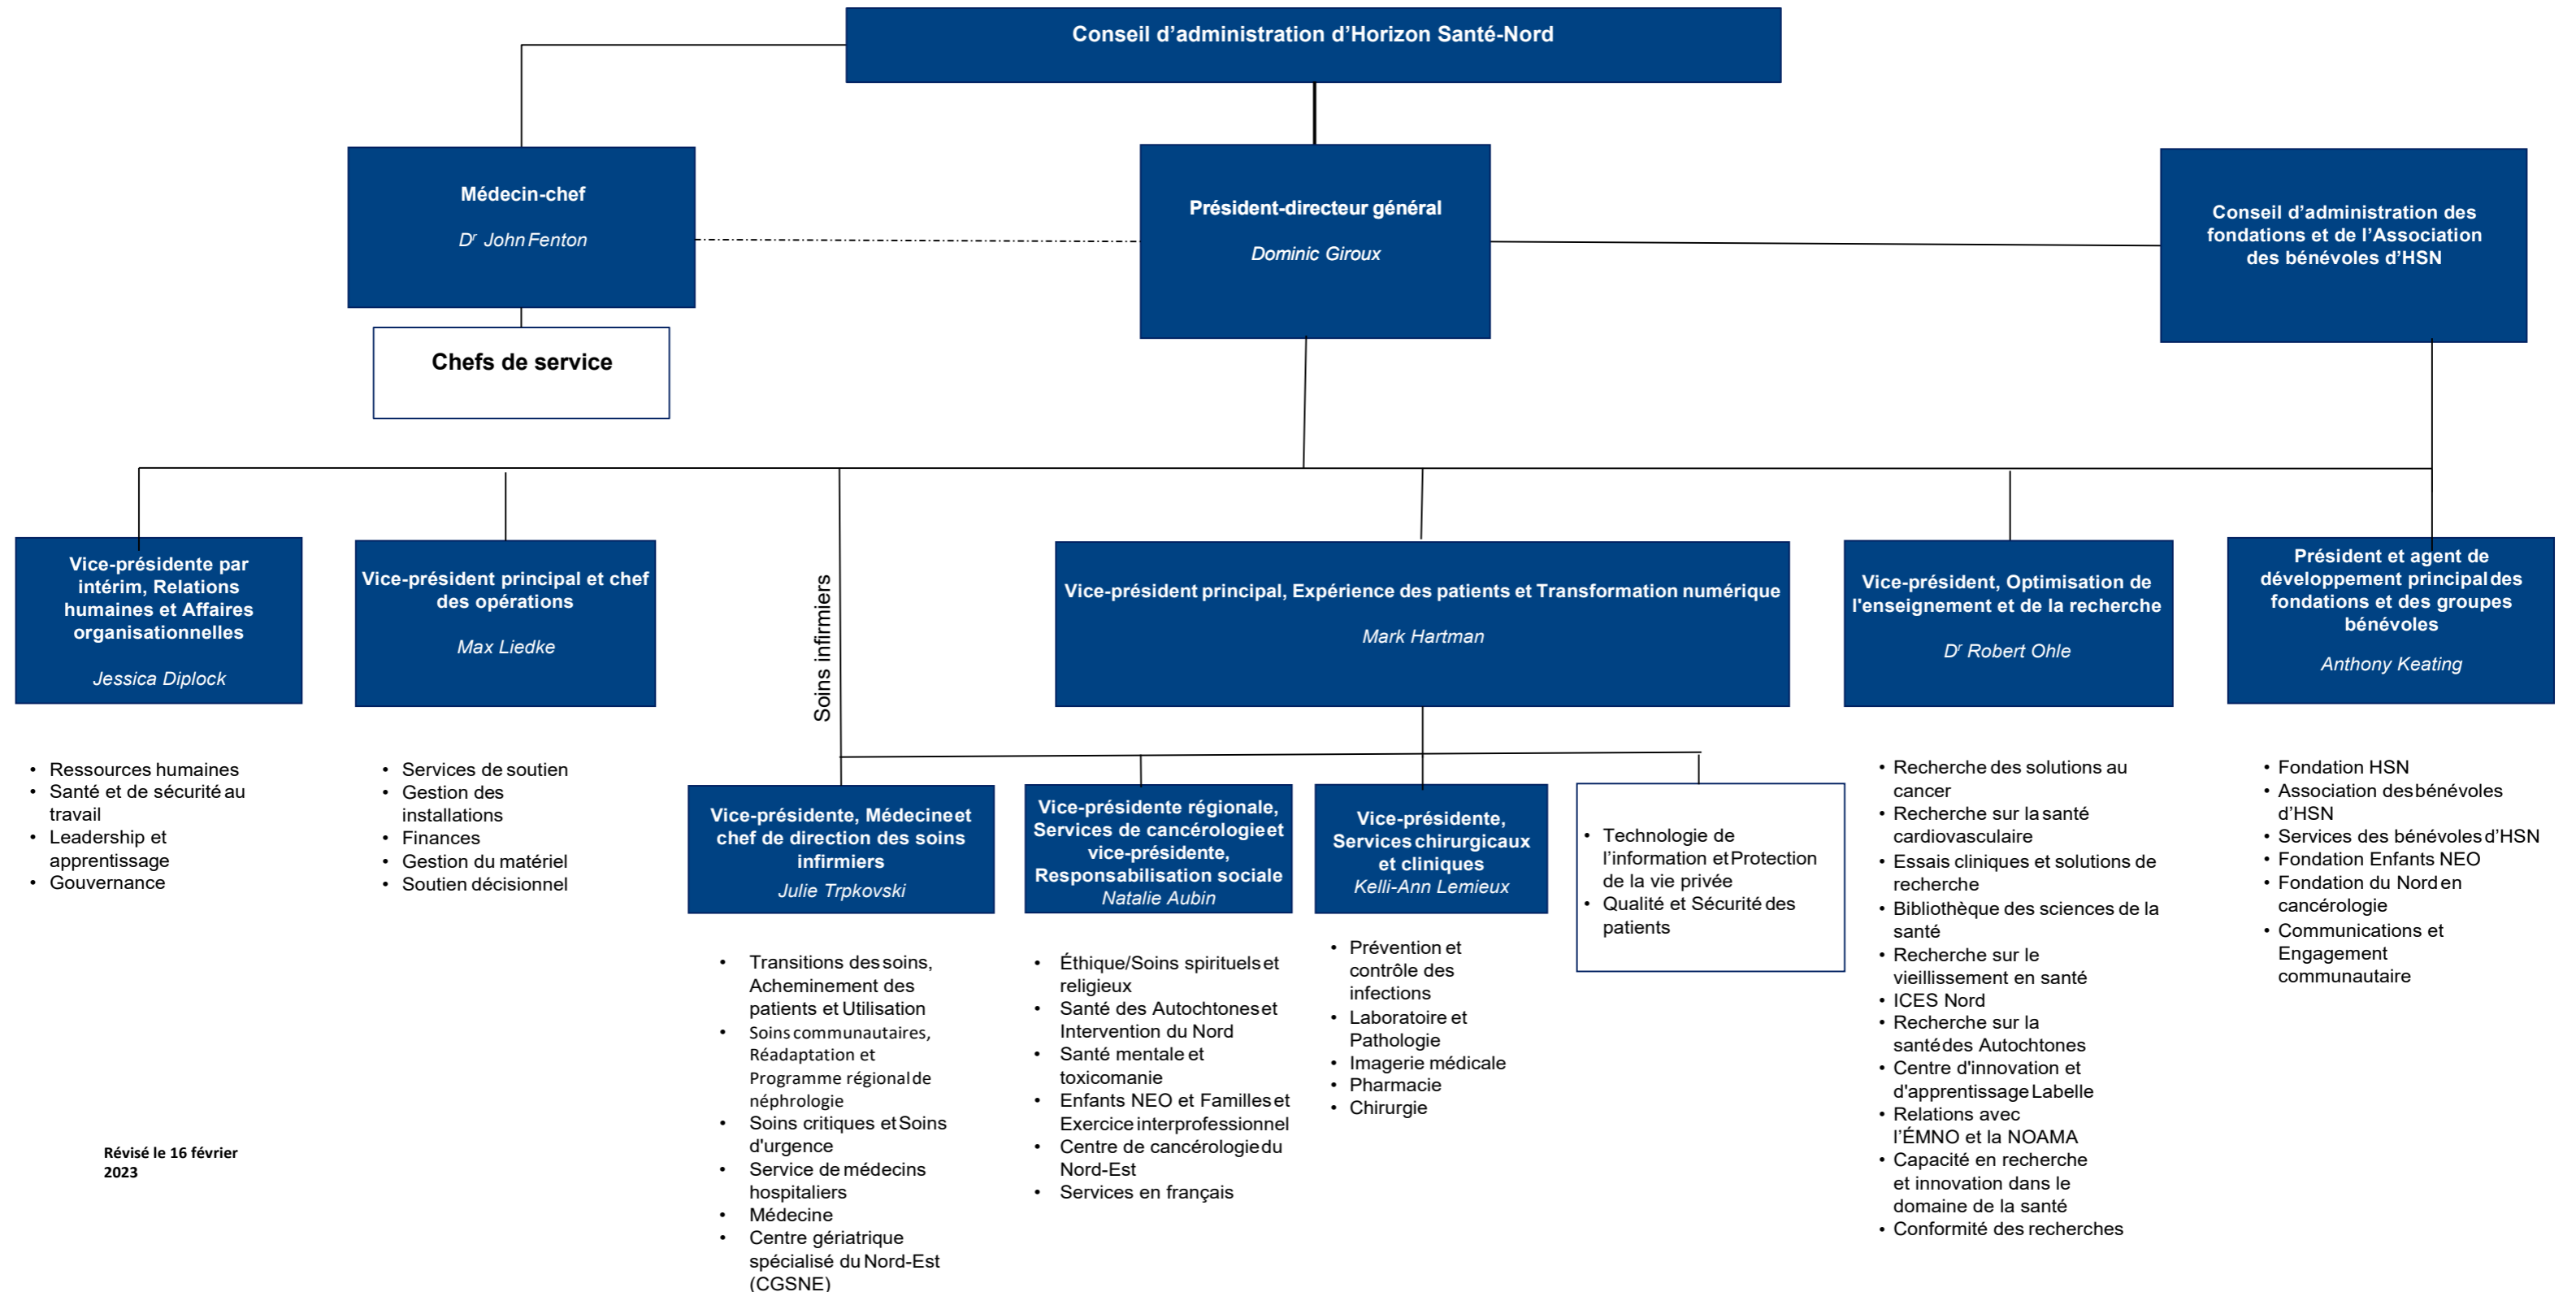 Conseil d’administration d’Horizon Santé-Nord
Médecin-chef
Dr John Fenton
Président-directeur général
Dominic Giroux
Conseil d’administration des
fondations et de l’Association
des bénévoles d’HSN
Chefs de service
Vice-présidente par
intérim, Relations
humaines et Affaires
organisationnelles
Jessica Diplock
Vice-président principal et chef
des opérations
Max Liedke
Soins infirmiers
Vice-président principal, Expérience des patients et Transformation numérique
Mark Hartman
Vice-président, Optimisation de
l'enseignement et de la recherche
Dr Robert Ohle
Président et agent de
développement principal des
fondations et des groupes
bénévoles
Anthony Keating
• Ressources humaines
• Santé et de sécurité au
travail
• Leadership et
apprentissage
• Gouvernance
• Services de soutien
• Gestion des
installations
• Finances
• Gestion du matériel
• Soutien décisionnel
Vice-présidente, Médecine et
chef de direction des soins
infirmiers
Julie Trpkovski
• Transitions des soins,
Acheminement des
patients et Utilisation
• Soins communautaires,
Réadaptation et
Programme régional de
néphrologie
• Soins critiques et Soins
d'urgence
• Service de médecins
hospitaliers
• Médecine
• Centre gériatrique
spécialisé du Nord-Est
(CGSNE)
Vice-présidente régionale,
Services de cancérologie et
vice-présidente,
Responsabilisation sociale
Natalie Aubin
• Éthique/Soins spirituels et
religieux
• Santé des Autochtones et
Intervention du Nord
• Santé mentale et
toxicomanie
• Enfants NEO et Familles et
Exercice interprofessionnel
• Centre de cancérologie du
Nord-Est
• Services en français
Vice-présidente,
Services chirurgicaux
et cliniques
Kelli-Ann Lemieux
• Prévention et
contrôle des
infections
• Laboratoire et
Pathologie
• Imagerie médicale
• Pharmacie
• Chirurgie
• Technologie de
l’information et Protection
de la vie privée
• Qualité et Sécurité des
patients
• Recherche des solutions au
cancer
• Recherche sur la santé
cardiovasculaire
• Essais cliniques et solutions de
recherche
• Bibliothèque des sciences de la
santé
• Recherche sur le
vieillissement en santé
• ICES Nord
• Recherche sur la
santé des Autochtones
• Centre d'innovation et
d'apprentissage Labelle
• Relations avec
l’ÉMNO et la NOAMA
• Capacité en recherche
et innovation dans le
domaine de la santé
• Conformité des recherches
• Fondation HSN
• Association des bénévoles
d’HSN
• Services des bénévoles d’HSN
• Fondation Enfants NEO
• Fondation du Nord en
cancérologie
• Communications et
Engagement
communautaire
Révisé le 16 février
2023